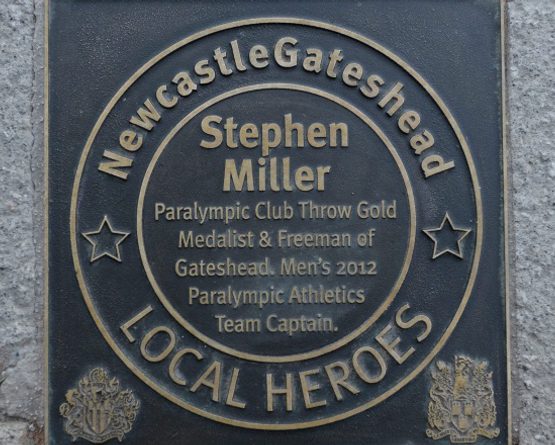 NewcastleGateshead
Stephen
Miller
Paralympic Club Throw Gold
Medalist & Freeman of
Gateshead. Men's 2012
Paralympic Athletics
Team Captain.
LOCAL HEROES